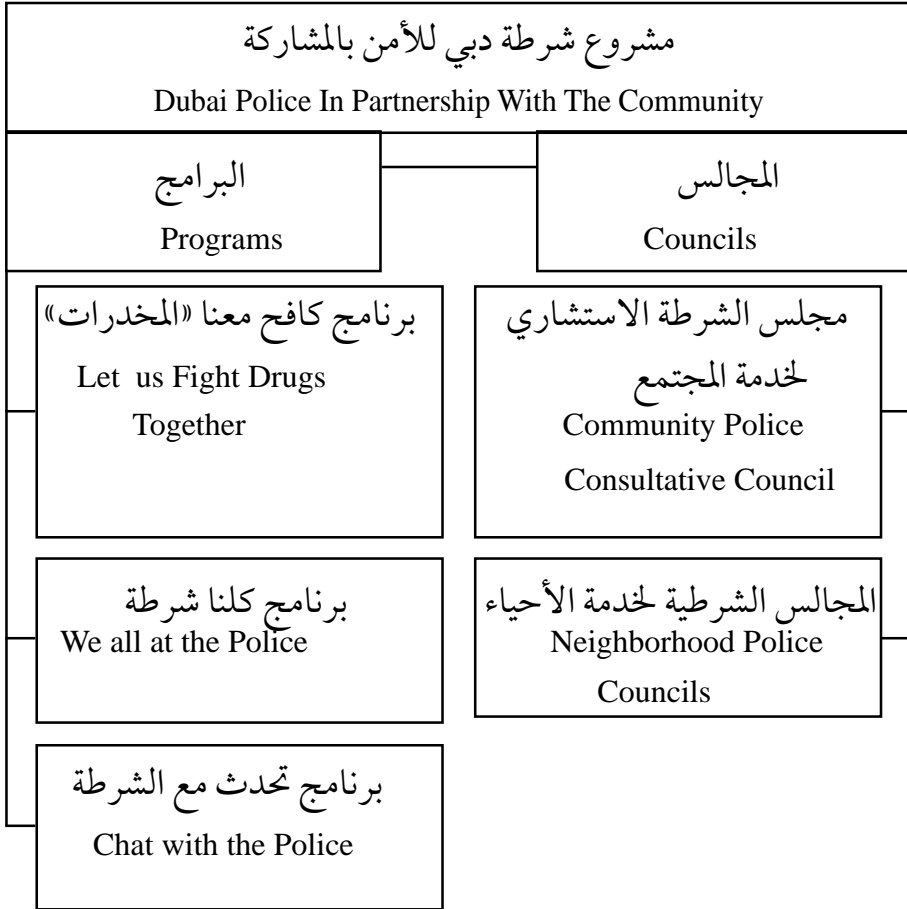 مشروع شرطة دبي للأمن بالمشاركة
Dubai Police In Partnership With The Community
المجالس
Councils
البرامج
Programs
مجلس الشرطة الاستشاري
لخدمة المجتمع
Community Police
Consultative Council
المجالس الشرطية لخدمة الأحياء
Neighborhood Police
Councils
برنامج كافح معنا «المخدرات»
Let us Fight Drugs
Together
برنامج كلنا شرطة
We all at the Police
برنامج تحدث مع الشرطة
Chat with the Police